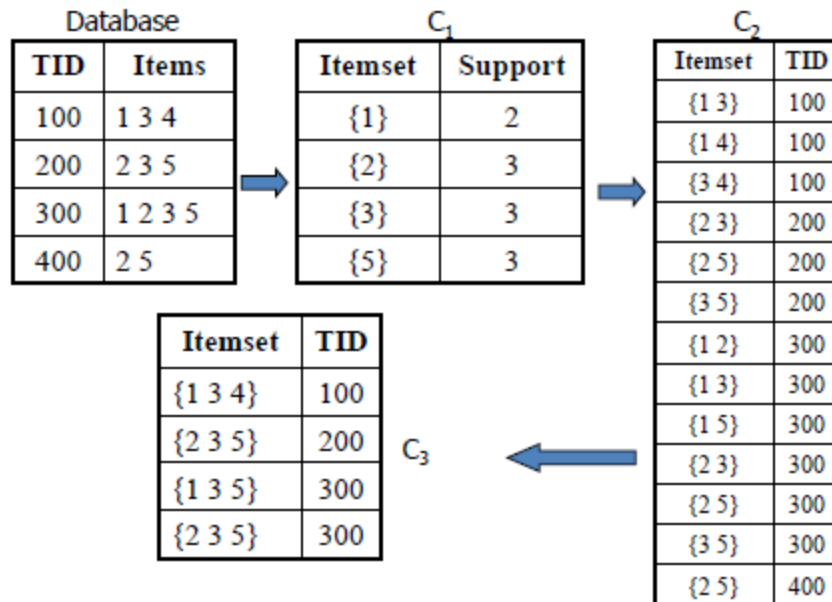 Database
TID Items
100 1 3 4
200 2 3 5
300 1 2 3 5
400 2 5
C1
Itemset Support
{1} 2
{2} 3
{3} 3
{5} 3
C2
Itemset TID
{1 3} 100
{1 4} 100
{3 4} 100
{2 3} 200
{2 5} 200
{3 5} 200
{1 2} 300
{1 3} 300
{1 5} 300
{2 3} 300
{2 5} 300
{3 5} 300
{2 5} 400
Itemset TID
{1 3 4} 100
{2 3 5} 200
{1 3 5} 300
{2 3 5} 300
C3